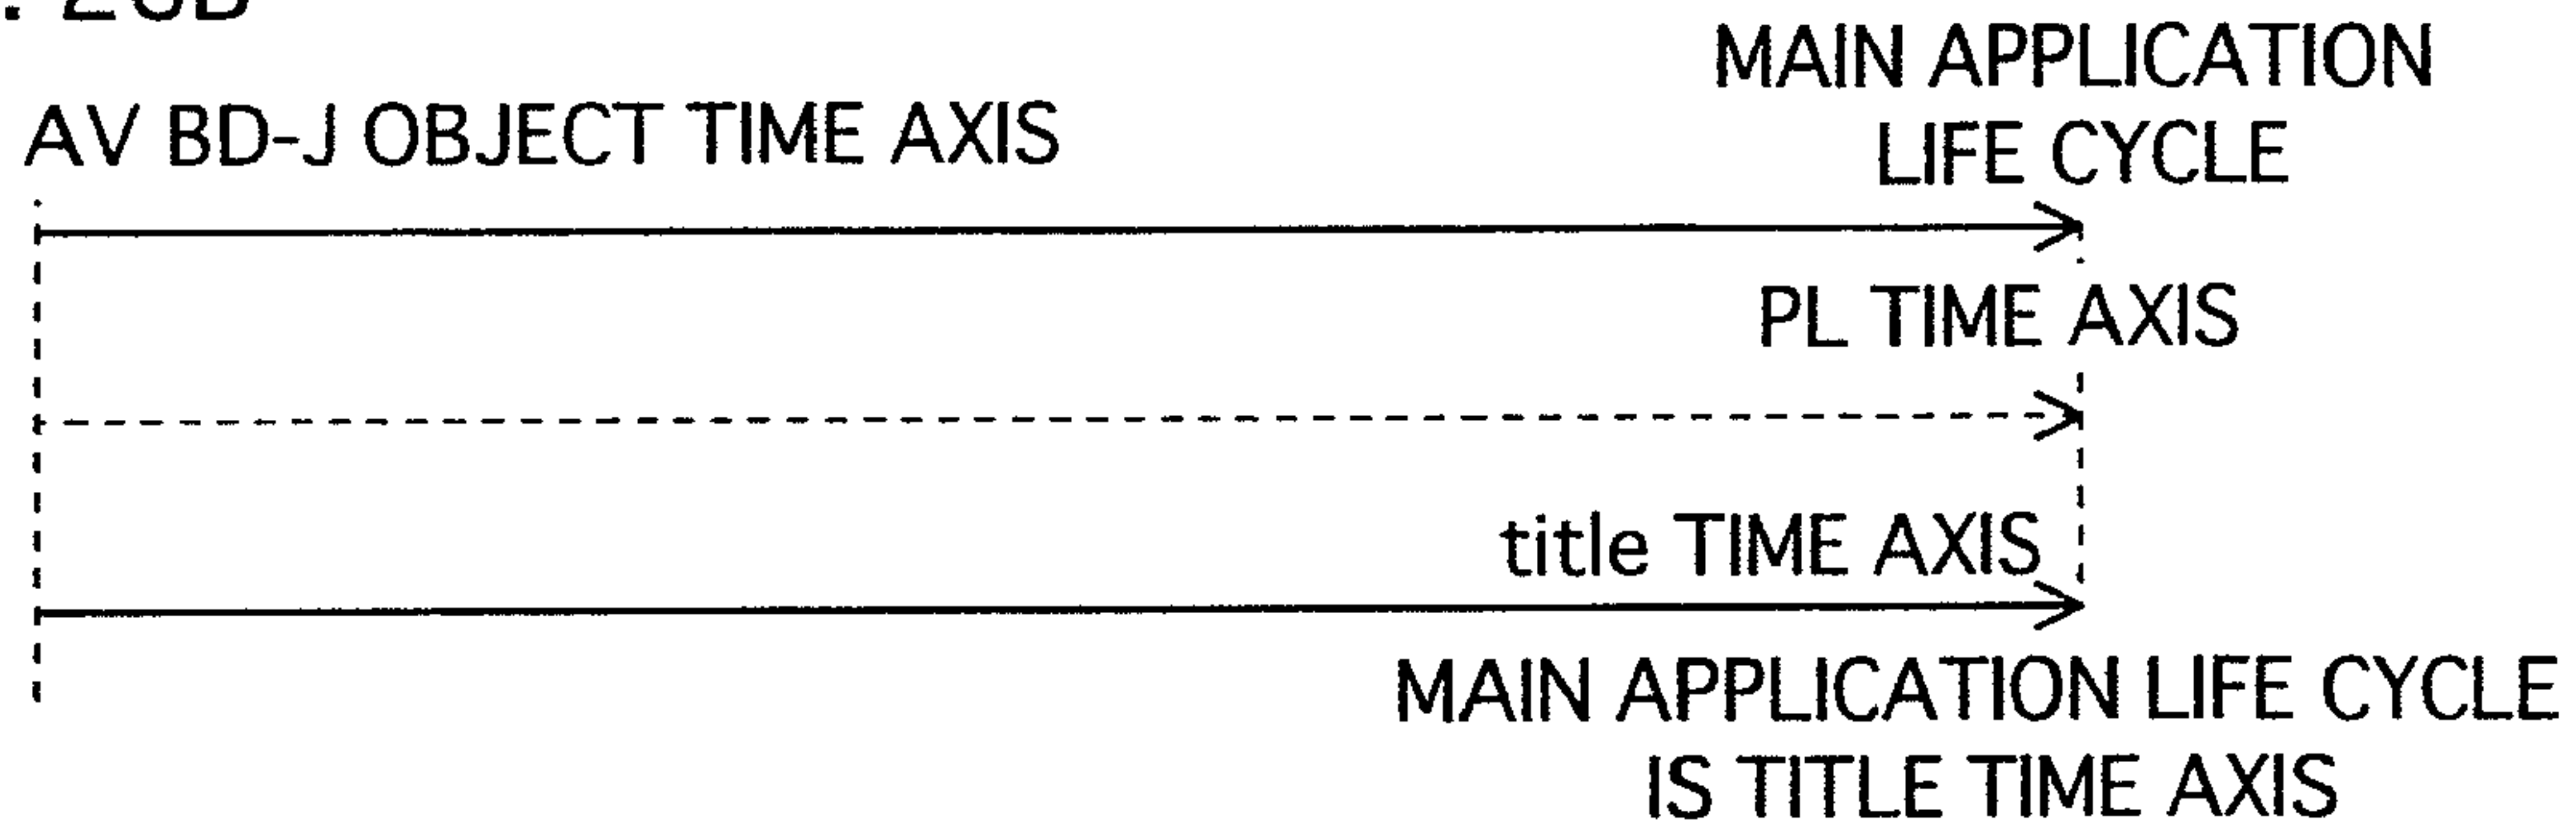 MAIN APPLICATION
AV BD-J OBJECT TIME AXIS
LIFE CYCLE
PL TIME AXIS
title TIME AXIS
MAIN APPLICATION LIFE CYCLE
IS TITLE TIME AXIS